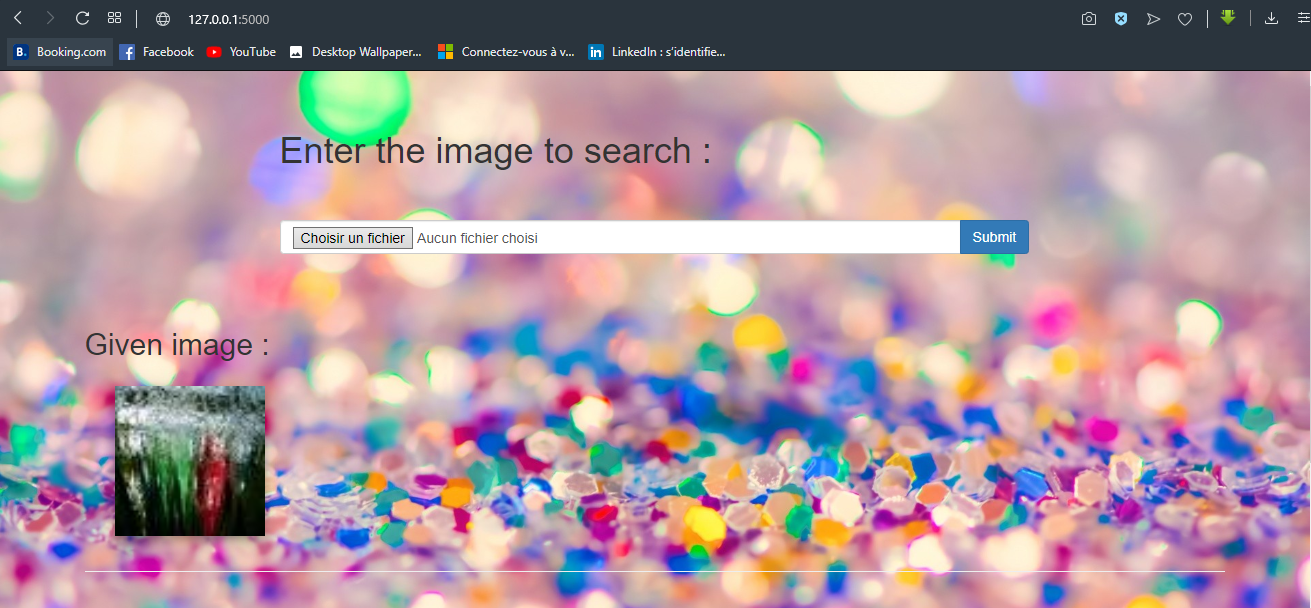 127.0.0.1:5000
B. Booking.com f Facebook YouTube Desktop Wallpaper... Connectez-vous à v... in LinkedIn : s'identifie...
Enter the image to search :
Choisir un fichier Aucun fichier choisi Submit
Given image :